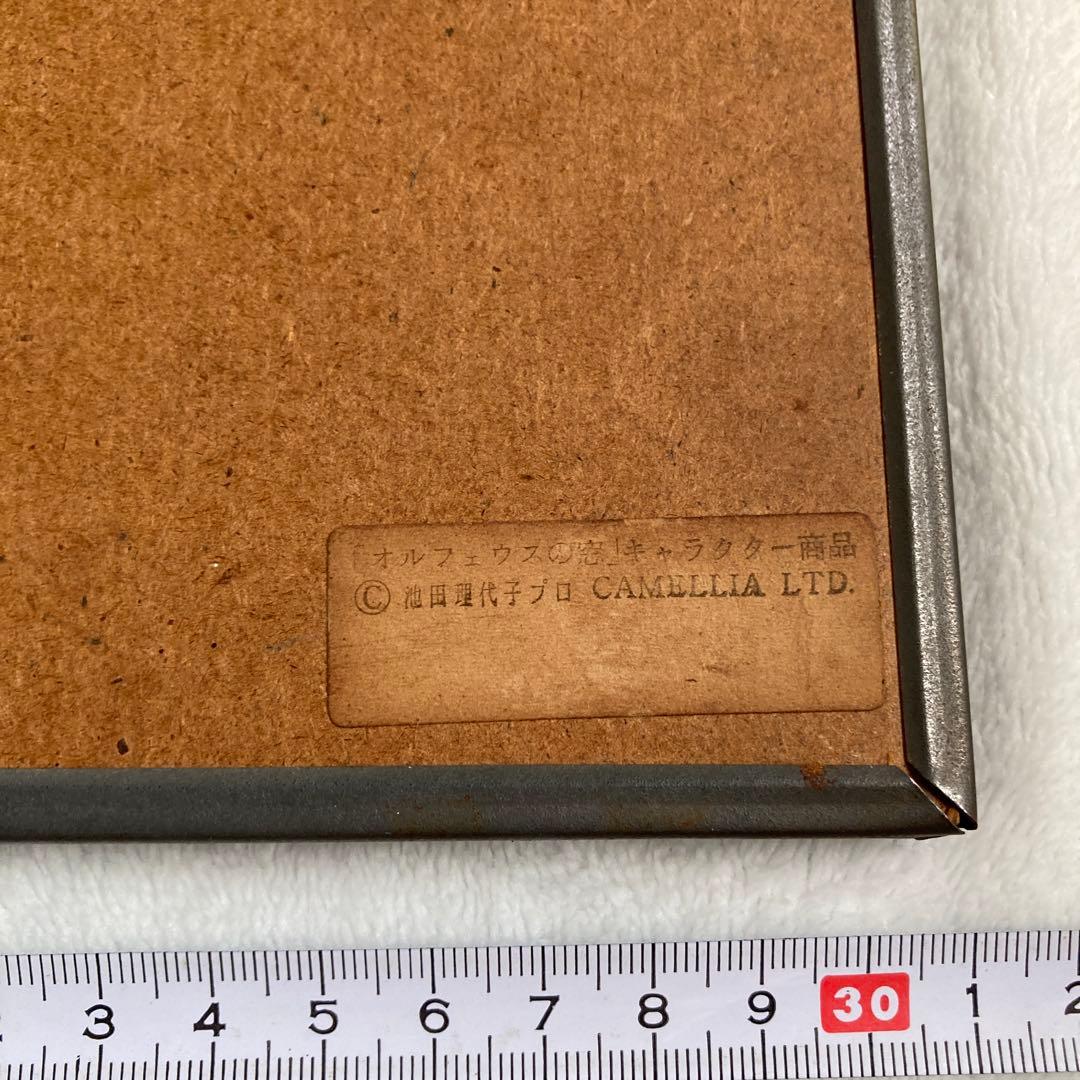 「オルフェウスの窓」キャラクター商品
Ⓒ 池田理代子プロ CAMELLIA LTD.
3 4 5 6 7 8 9 30 1 2